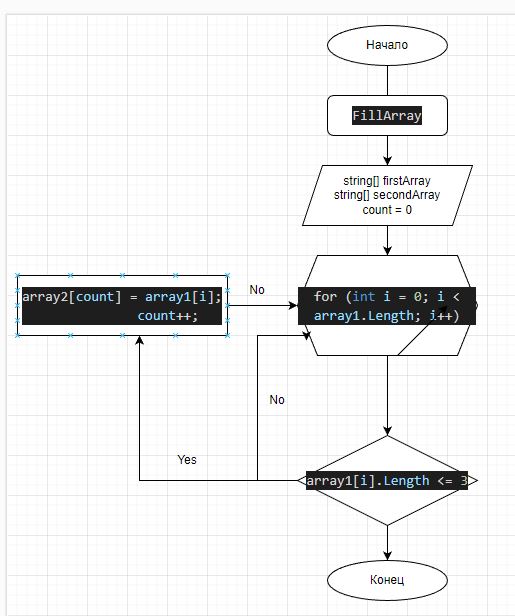 Начало
FillArray
string[] firstArray
string[] secondArray
count = 0
for (int i = 0; i <
array1.Length; i++)
No
array2[count] = array1[i];
count++;
No
Yes
array1[i].Length <= 3
Конец